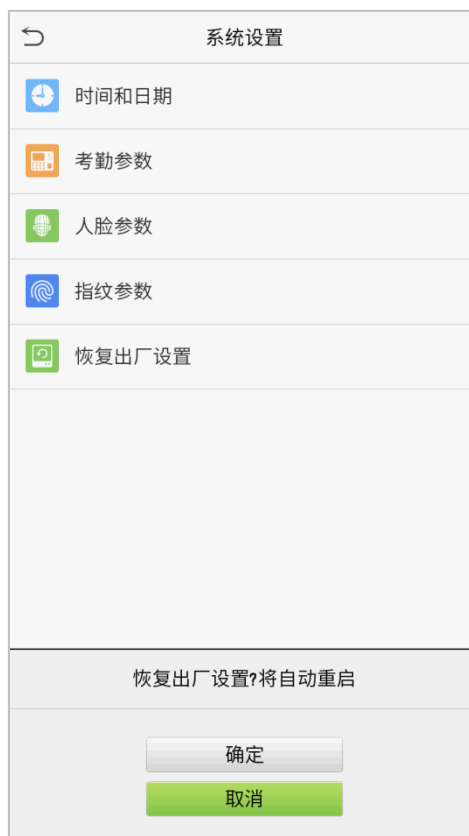 系统设置
时间和日期
考勤参数
人脸参数
指纹参数
恢复出厂设置
恢复出厂设置?将自动重启
确定
取消